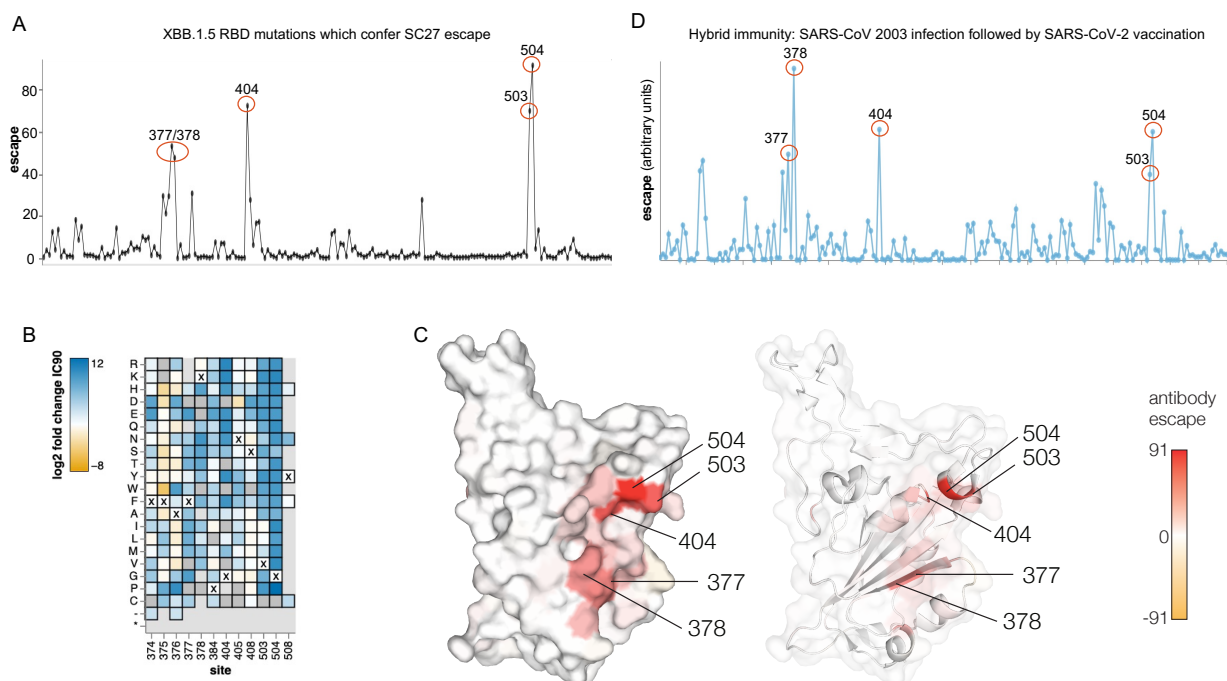 A
XBB.1.5 RBD mutations which confer SC27 escape
escape
80
60
40
20
0
377/378
404
503
504
D
Hybrid immunity: SARS-CoV 2003 infection followed by SARS-CoV-2 vaccination
escape (arbitrary units)
377
378
404
503
504
B
log2 fold change IC90
12
-8
R
K
H
D
E
Q
N
S
T
Y
W
F
A
I
L
M
V
G
P
C
-
*
X
X
X
X
X
X
X
X
X
X
X
X
374
375
376
377
378
384
404
405
408
503
504
508
site
C
504
503
404
377
378
504
503
404
377
378
antibody
escape
91
0
-91